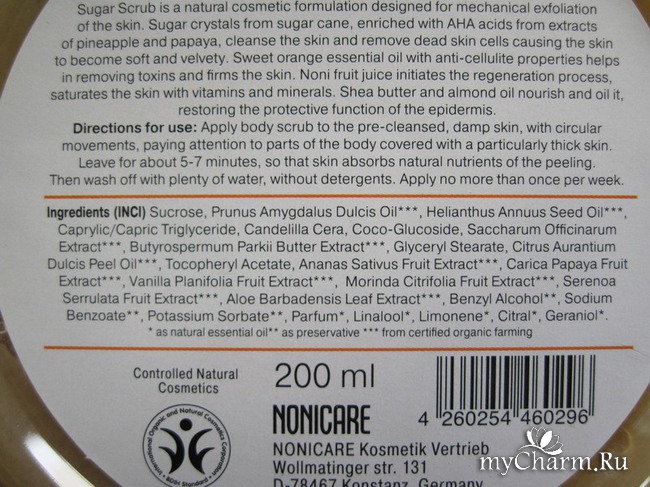 Sugar Scrub is a natural cosmetic formulation designed for mechanical exfoliation
of the skin. Sugar crystals from sugar cane, enriched with AHA acids from extracts
of pineapple and papaya, cleanse the skin and remove dead skin cells causing the skin
to become soft and velvety. Sweet orange essential oil with anti-cellulite properties helps
in removing toxins and firms the skin. Noni fruit juice initiates the regeneration process,
saturates the skin with vitamins and minerals. Shea butter and almond oil nourish and oil it,
restoring the protective function of the epidermis.
Directions for use: Apply body scrub to the pre-cleansed, damp skin, with circular
movements, paying attention to parts of the body covered with a particularly thick skin.
Leave for about 5-7 minutes, so that skin absorbs natural nutrients of the peeling.
Then wash off with plenty of water, without detergents. Apply no more than once per week.
Ingredients (INCI) Sucrose, Prunus Amygdalus Dulcis Oil***, Helianthus Annuus Seed Oil***,
Caprylic/Capric Triglyceride, Candelilla Cera, Coco-Glucoside, Saccharum Officinarum
Extract***, Butyrospermum Parkii Butter Extract***, Glyceryl Stearate, Citrus Aurantium
Dulcis Peel Oil***, Tocopheryl Acetate, Ananas Sativus Fruit Extract***, Carica Papaya Fruit
Extract***, Vanilla Planifolia Fruit Extract***, Morinda Citrifolia Fruit Extract***, Serenoa
Serrulata Fruit Extract***, Aloe Barbadensis Leaf Extract***, Benzyl Alcohol**, Sodium
Benzoate**, Potassium Sorbate**, Parfum*, Linalool*, Limonene*, Citral*, Geraniol*.
* as natural essential oil** as preservative *** from certified organic farming
Controlled Natural
Cosmetics
200 ml
International Organic and Natural Cosmetics Corporation
BDIH Standard
NONICARE
4 260254 460296
NONICARE Kosmetik Vertrieb
Wollmatinger str. 131
D-78467 Konstanz, Germany
myCharm.Ru